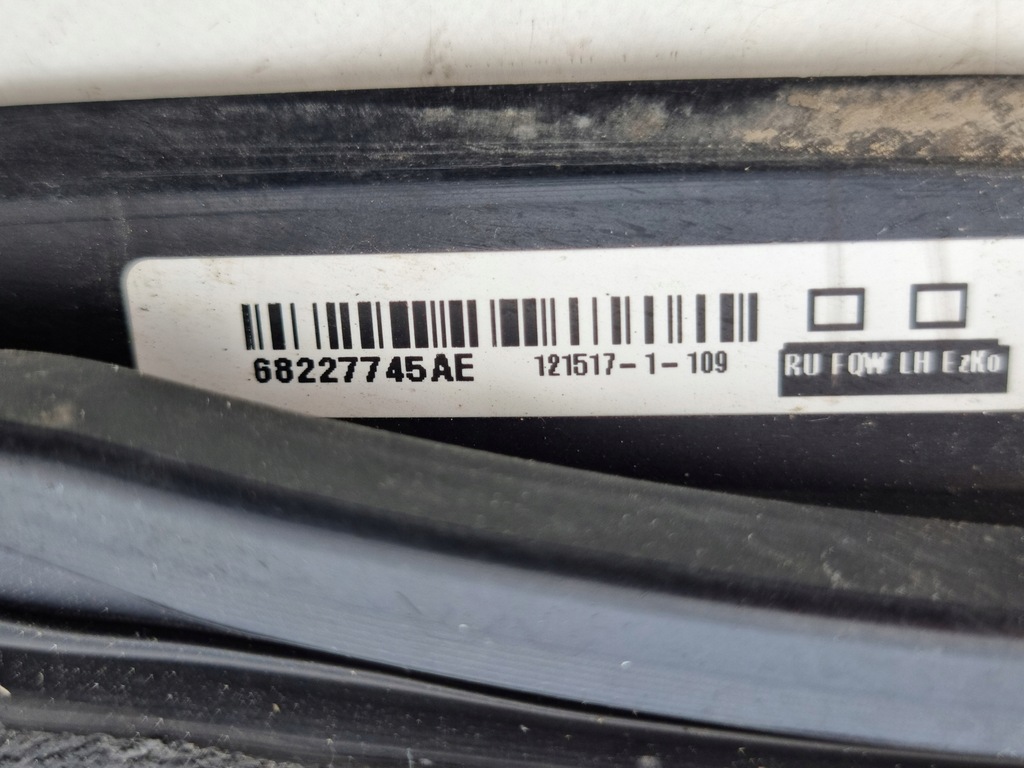 68227745AE 121517-1-109
RU FQW LH EzKo